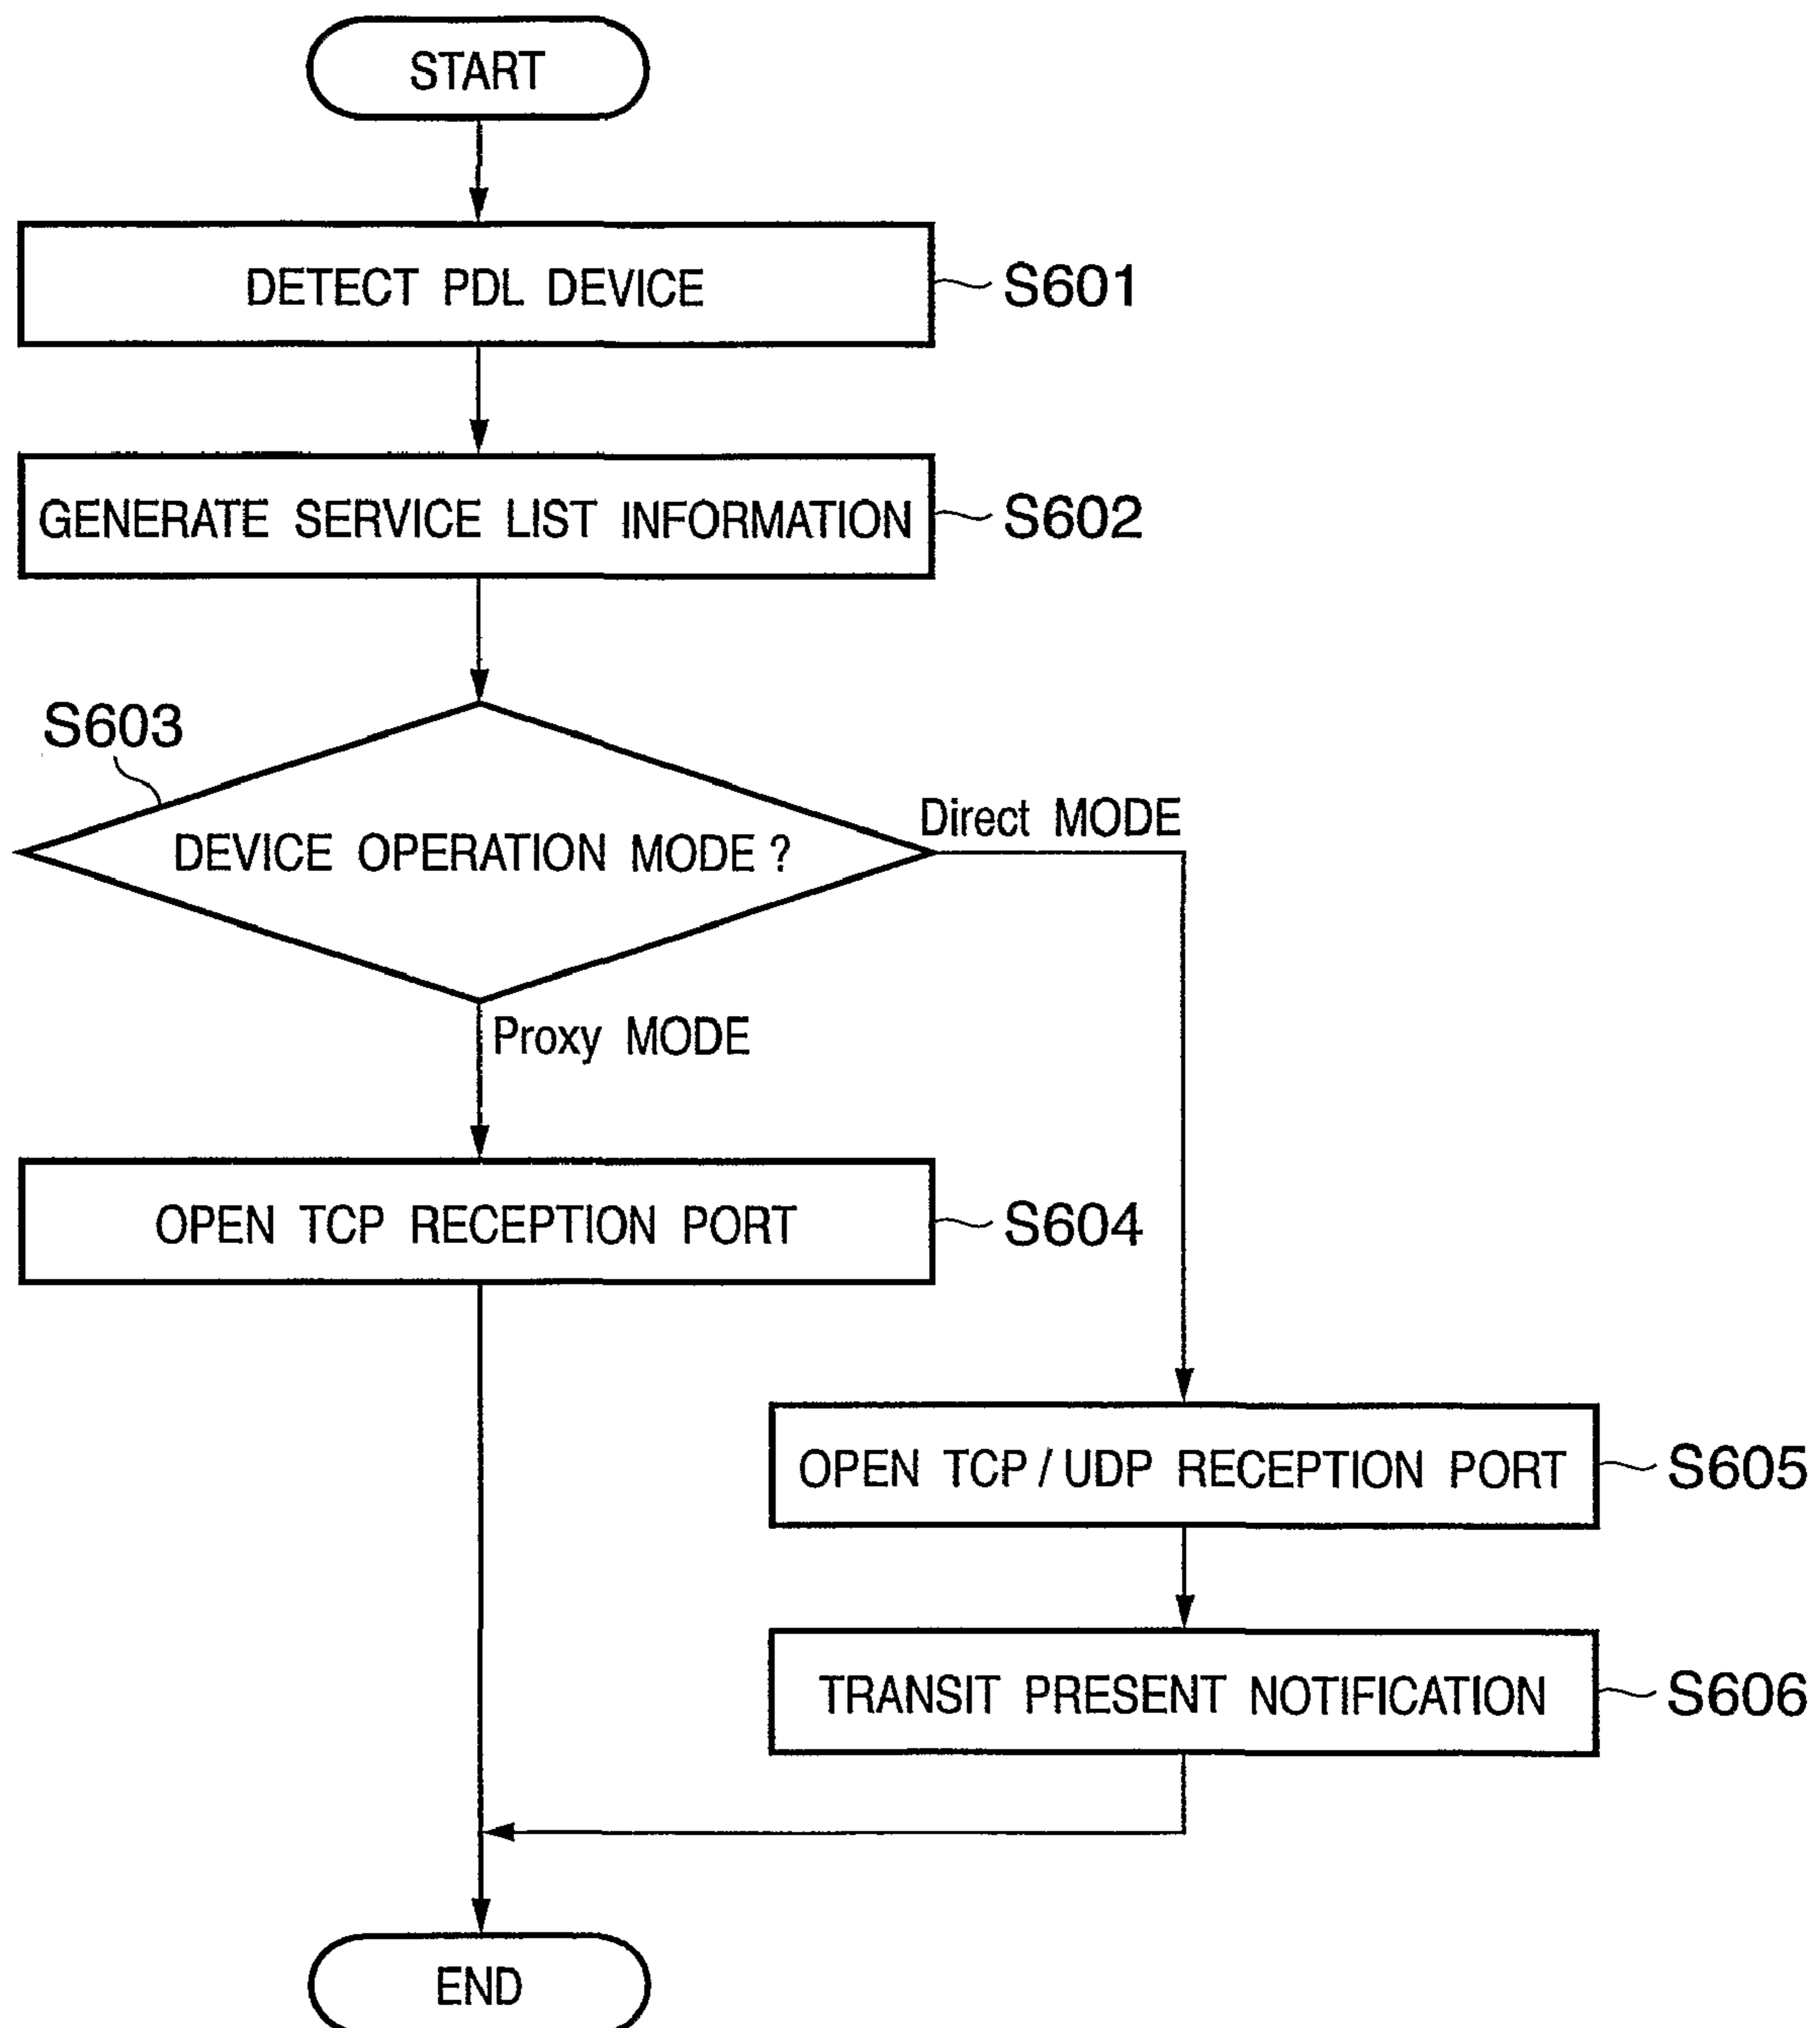 START
DETECT PDL DEVICE
S601
GENERATE SERVICE LIST INFORMATION
S602
S603
DEVICE OPERATION MODE ?
Direct MODE
Proxy MODE
OPEN TCP RECEPTION PORT
S604
OPEN TCP / UDP RECEPTION PORT
S605
TRANSIT PRESENT NOTIFICATION
S606
END